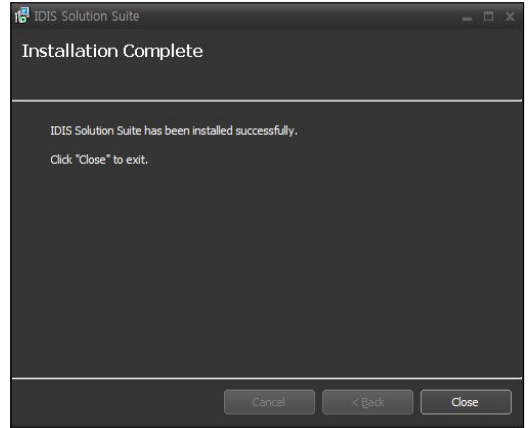 IDIS Solution Suite
Installation Complete
IDIS Solution Suite has been installed successfully.
Click "Close" to exit.
Cancel
< Back
Close